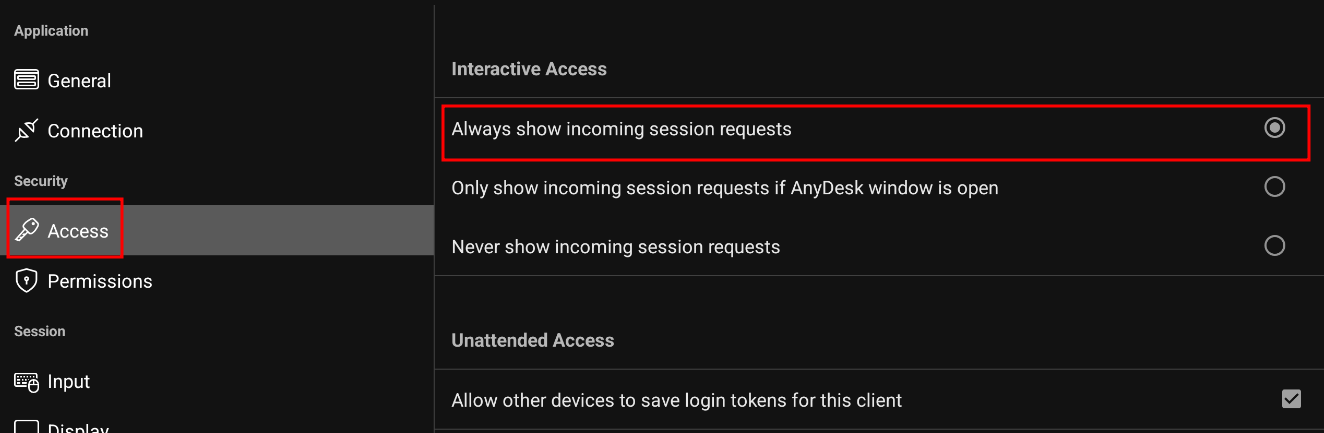 Application
General
Connection
Security
Access
Permissions
Session
Input
Display
Interactive Access
Always show incoming session requests
Only show incoming session requests if AnyDesk window is open
Never show incoming session requests
Unattended Access
Allow other devices to save login tokens for this client